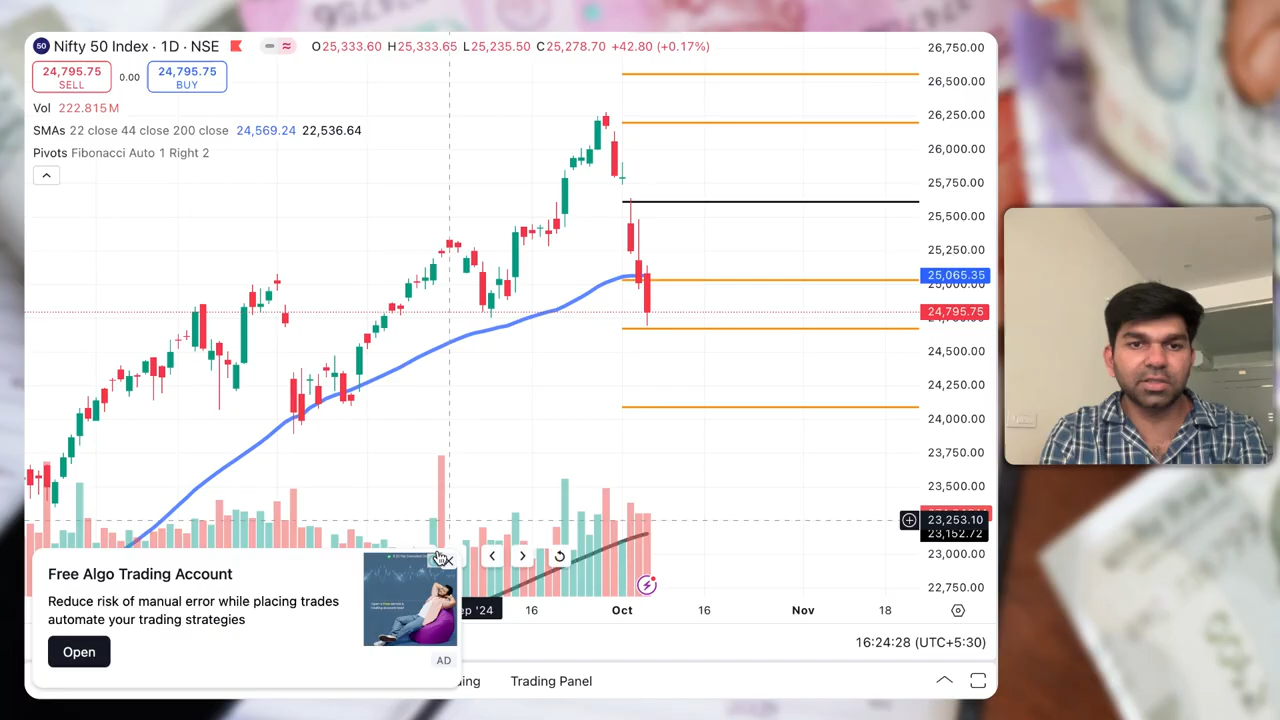 50 Nifty 50 Index · 1D · NSE
O25,333.60 H25,333.65 L25,235.50 C25,278.70 +42.80 (+0.17%)
24,795.75
SELL
0.00
24,795.75
BUY
Vol 222.815M
SMAs 22 close 44 close 200 close 24,569.24 22,536.64
Pivots Fibonacci Auto 1 Right 2
26,750.00
26,500.00
26,250.00
26,000.00
25,750.00
25,500.00
25,250.00
25,065.35
24,795.75
24,500.00
24,250.00
24,000.00
23,750.00
23,500.00
23,253.10
23,152.72
23,000.00
22,750.00
'24
16
Oct
16
Nov
18
Free Algo Trading Account
Reduce risk of manual error while placing trades
automate your trading strategies
Open
AD
16:24:28 (UTC+5:30)
Trading Panel